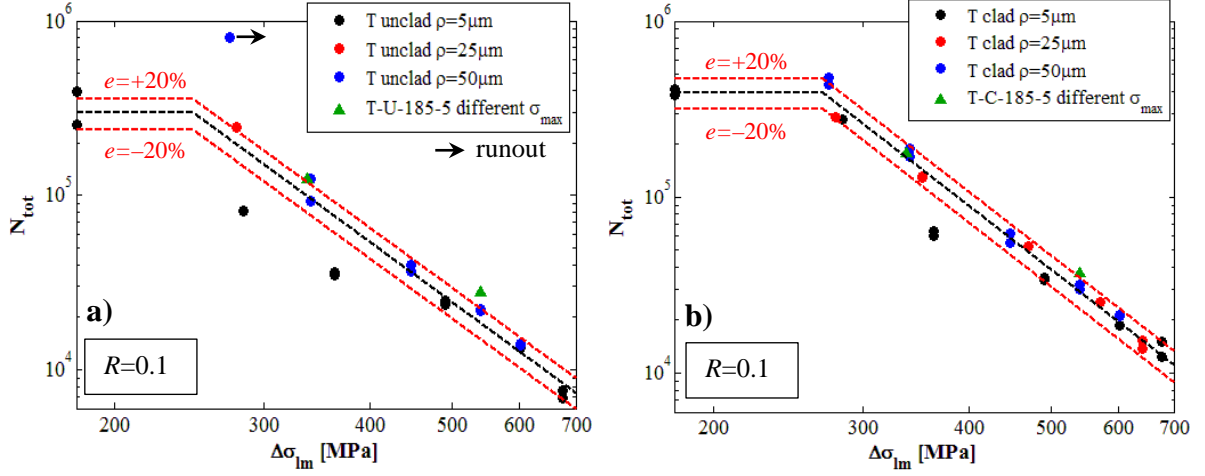 10^6
10^5
10^4
N_tot
200
300
400
500
600
700
Δσ_lm [MPa]
T unclad ρ=5μm
T unclad ρ=25μm
T unclad ρ=50μm
T-U-185-5 different σ_max
runout
e=+20%
e=−20%
a)
R=0.1
10^6
10^5
10^4
N_tot
200
300
400
500
600
700
Δσ_lm [MPa]
T clad ρ=5μm
T clad ρ=25μm
T clad ρ=50μm
T-C-185-5 different σ_max
e=+20%
e=−20%
b)
R=0.1